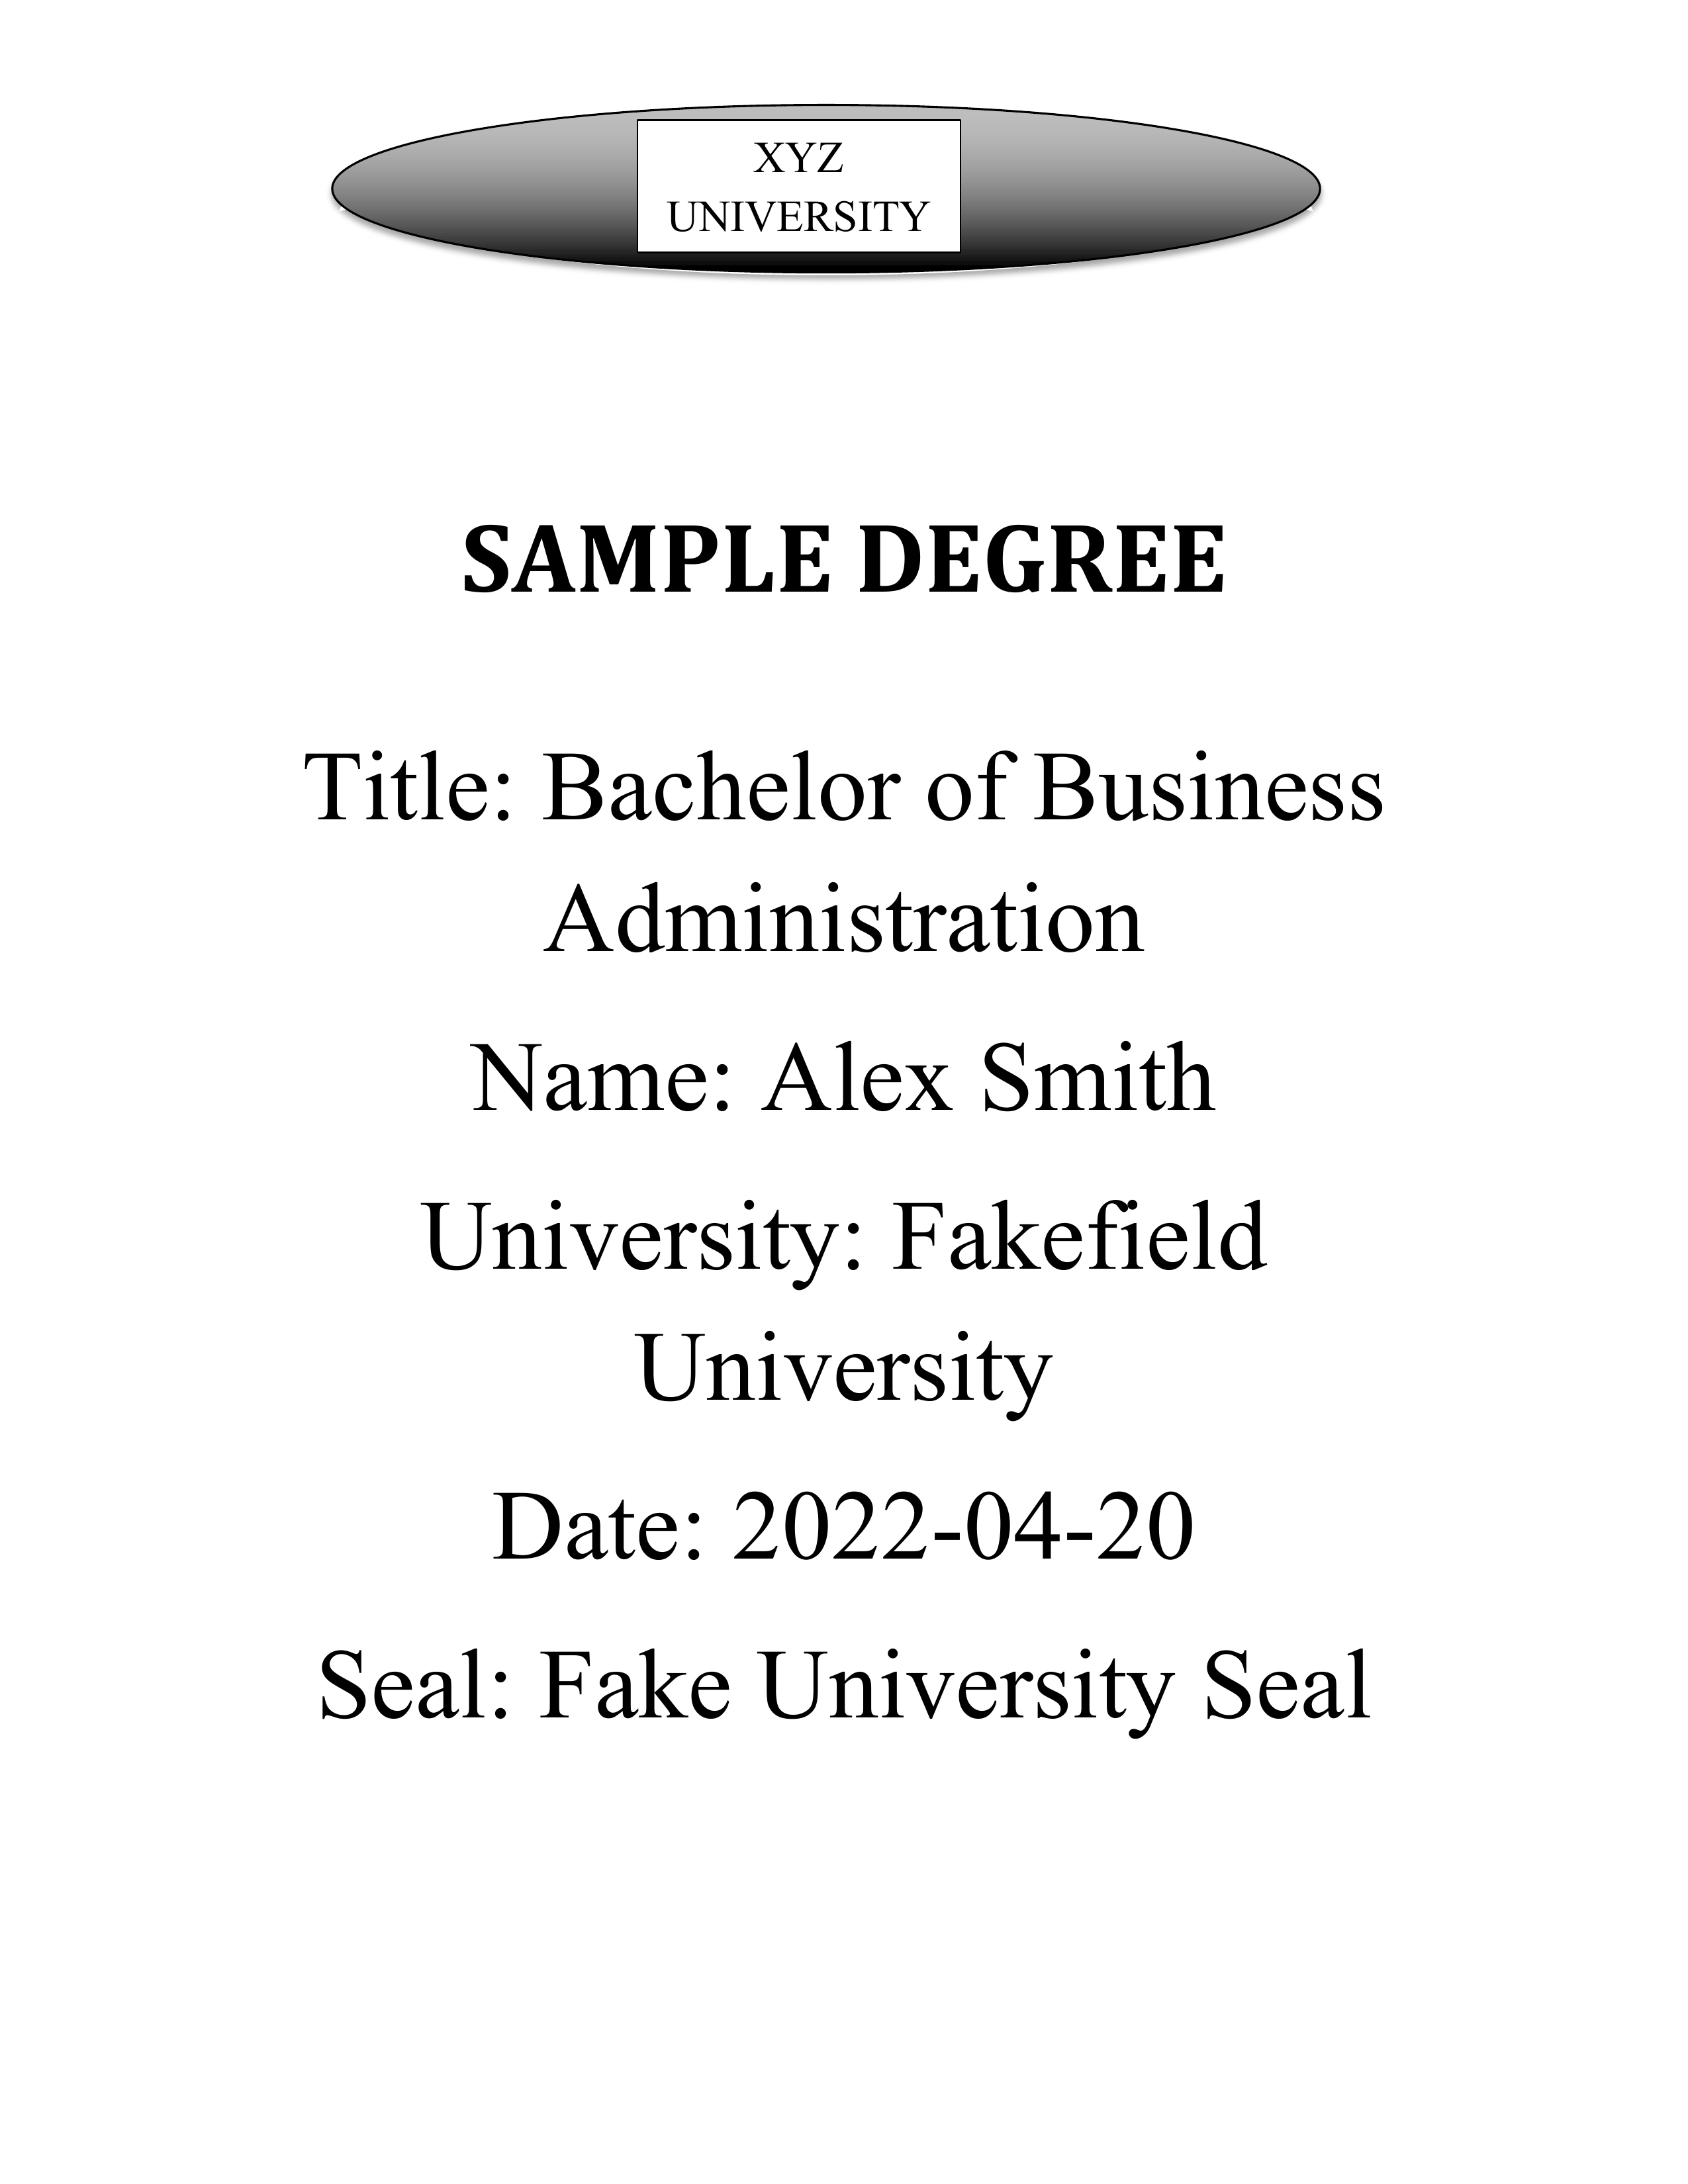 XYZ
UNIVERSITY
SAMPLE DEGREE
Title: Bachelor of Business
Administration
Name: Alex Smith
University: Fakefield
University
Date: 2022-04-20
Seal: Fake University Seal